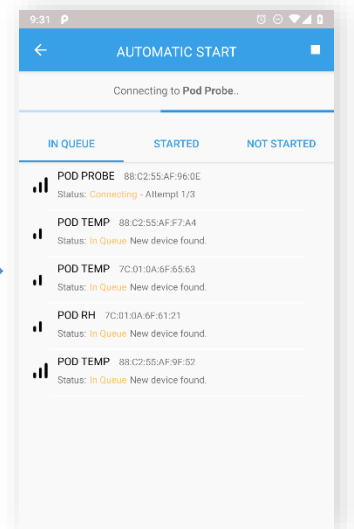 9:31
AUTOMATIC START
Connecting to Pod Probe..
IN QUEUE STARTED NOT STARTED
POD PROBE 88:C2:55:AF:96:0E
Status: Connecting - Attempt 1/3
POD TEMP 88:C2:55:AF:F7:A4
Status: In Queue New device found.
POD TEMP 7C:01:0A:6F:65:63
Status: In Queue New device found.
POD RH 7C:01:0A:6F:61:21
Status: In Queue New device found.
POD TEMP 88:C2:55:AF:9F:52
Status: In Queue New device found.